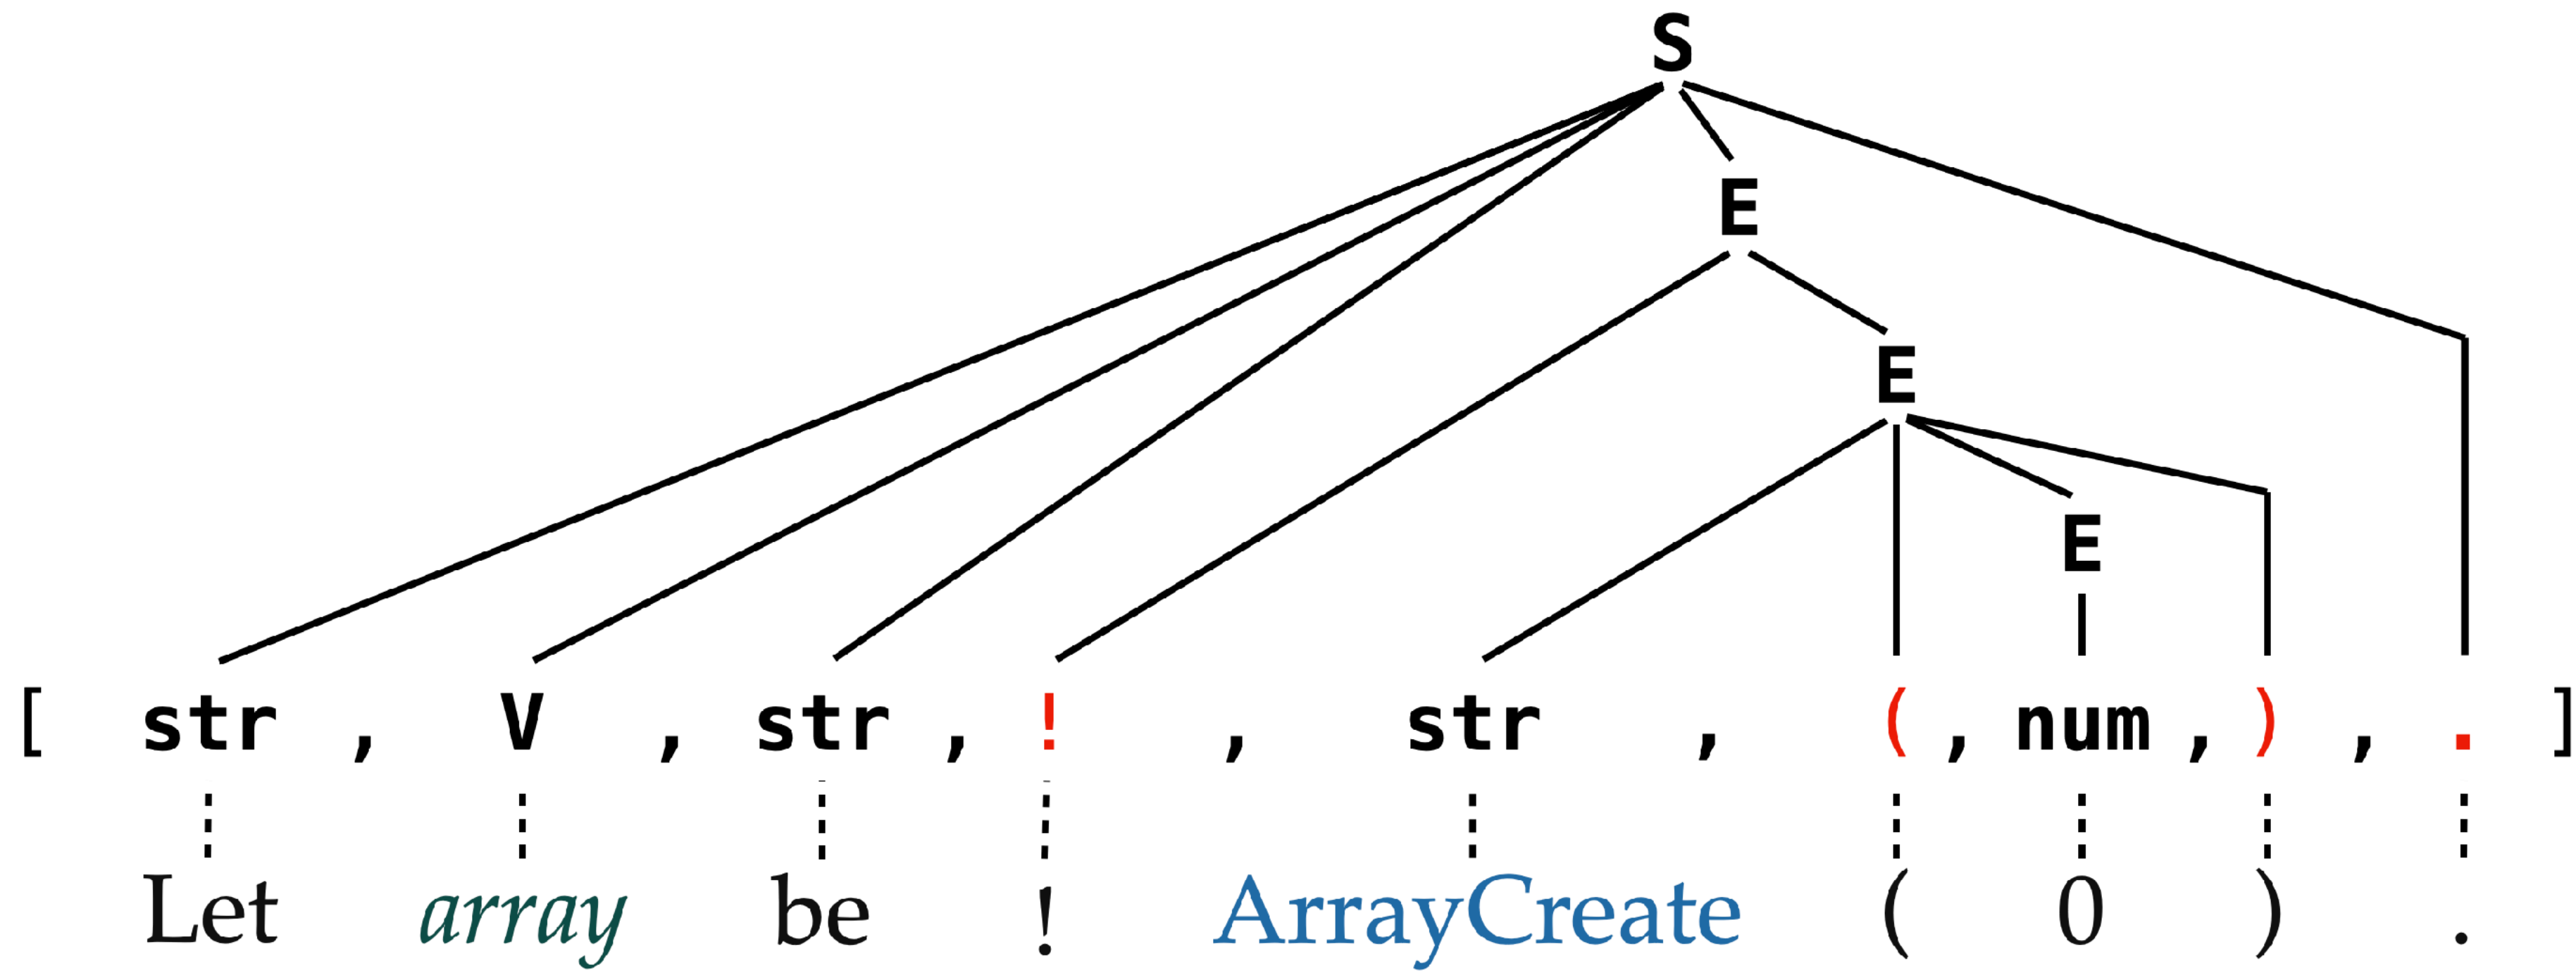 S
E
E
E
[ str , V , str , ! , str , ( , num , ) , . ]
Let array be ! ArrayCreate ( 0 ) .